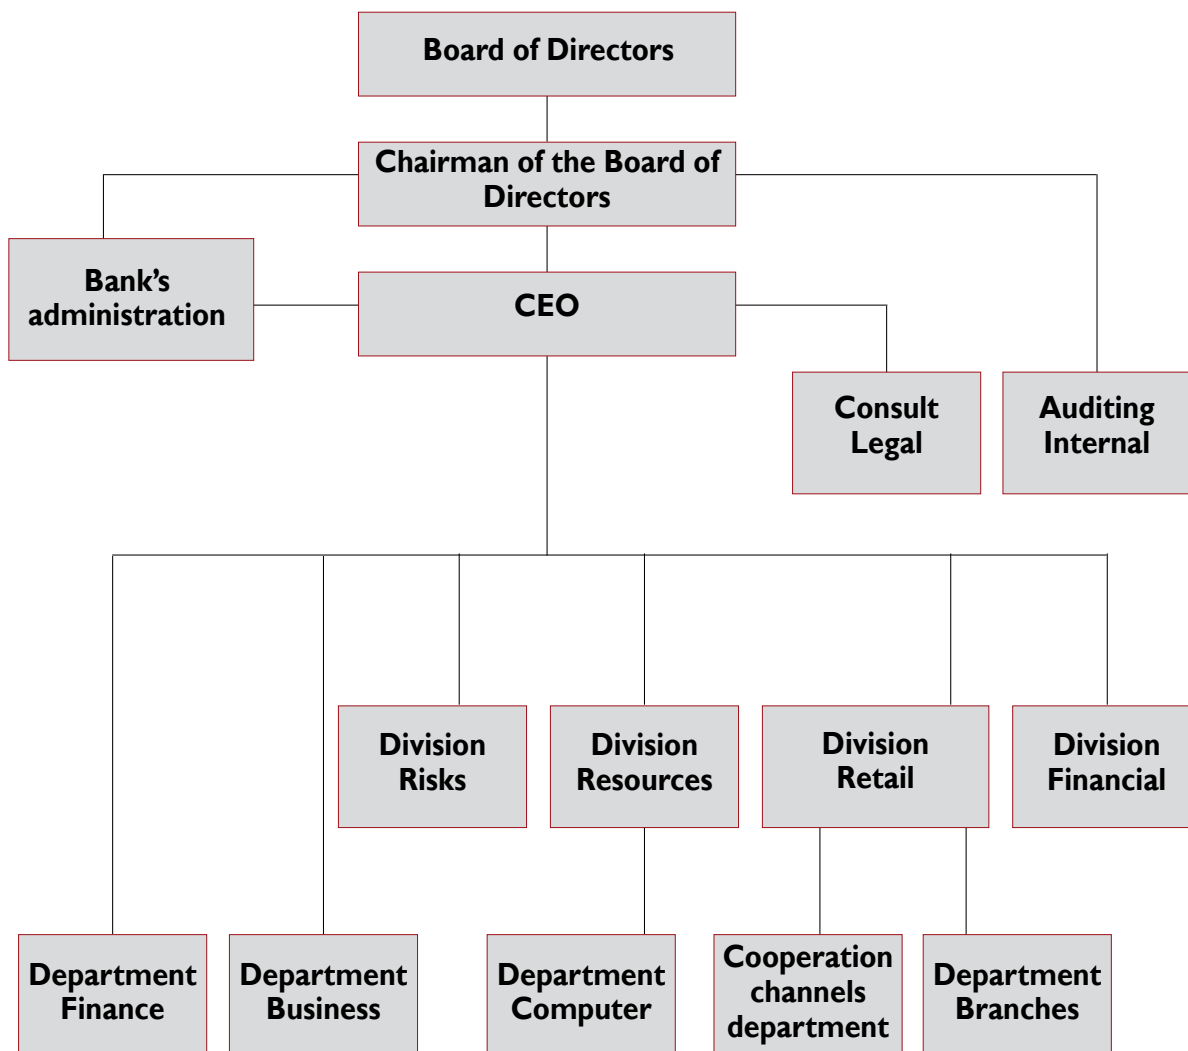 Board of Directors
Chairman of the Board of
Directors
Bank’s
administration
CEO
Consult
Legal
Auditing
Internal
Division
Risks
Division
Resources
Division
Retail
Division
Financial
Department
Finance
Department
Business
Department
Computer
Cooperation
channels
department
Department
Branches